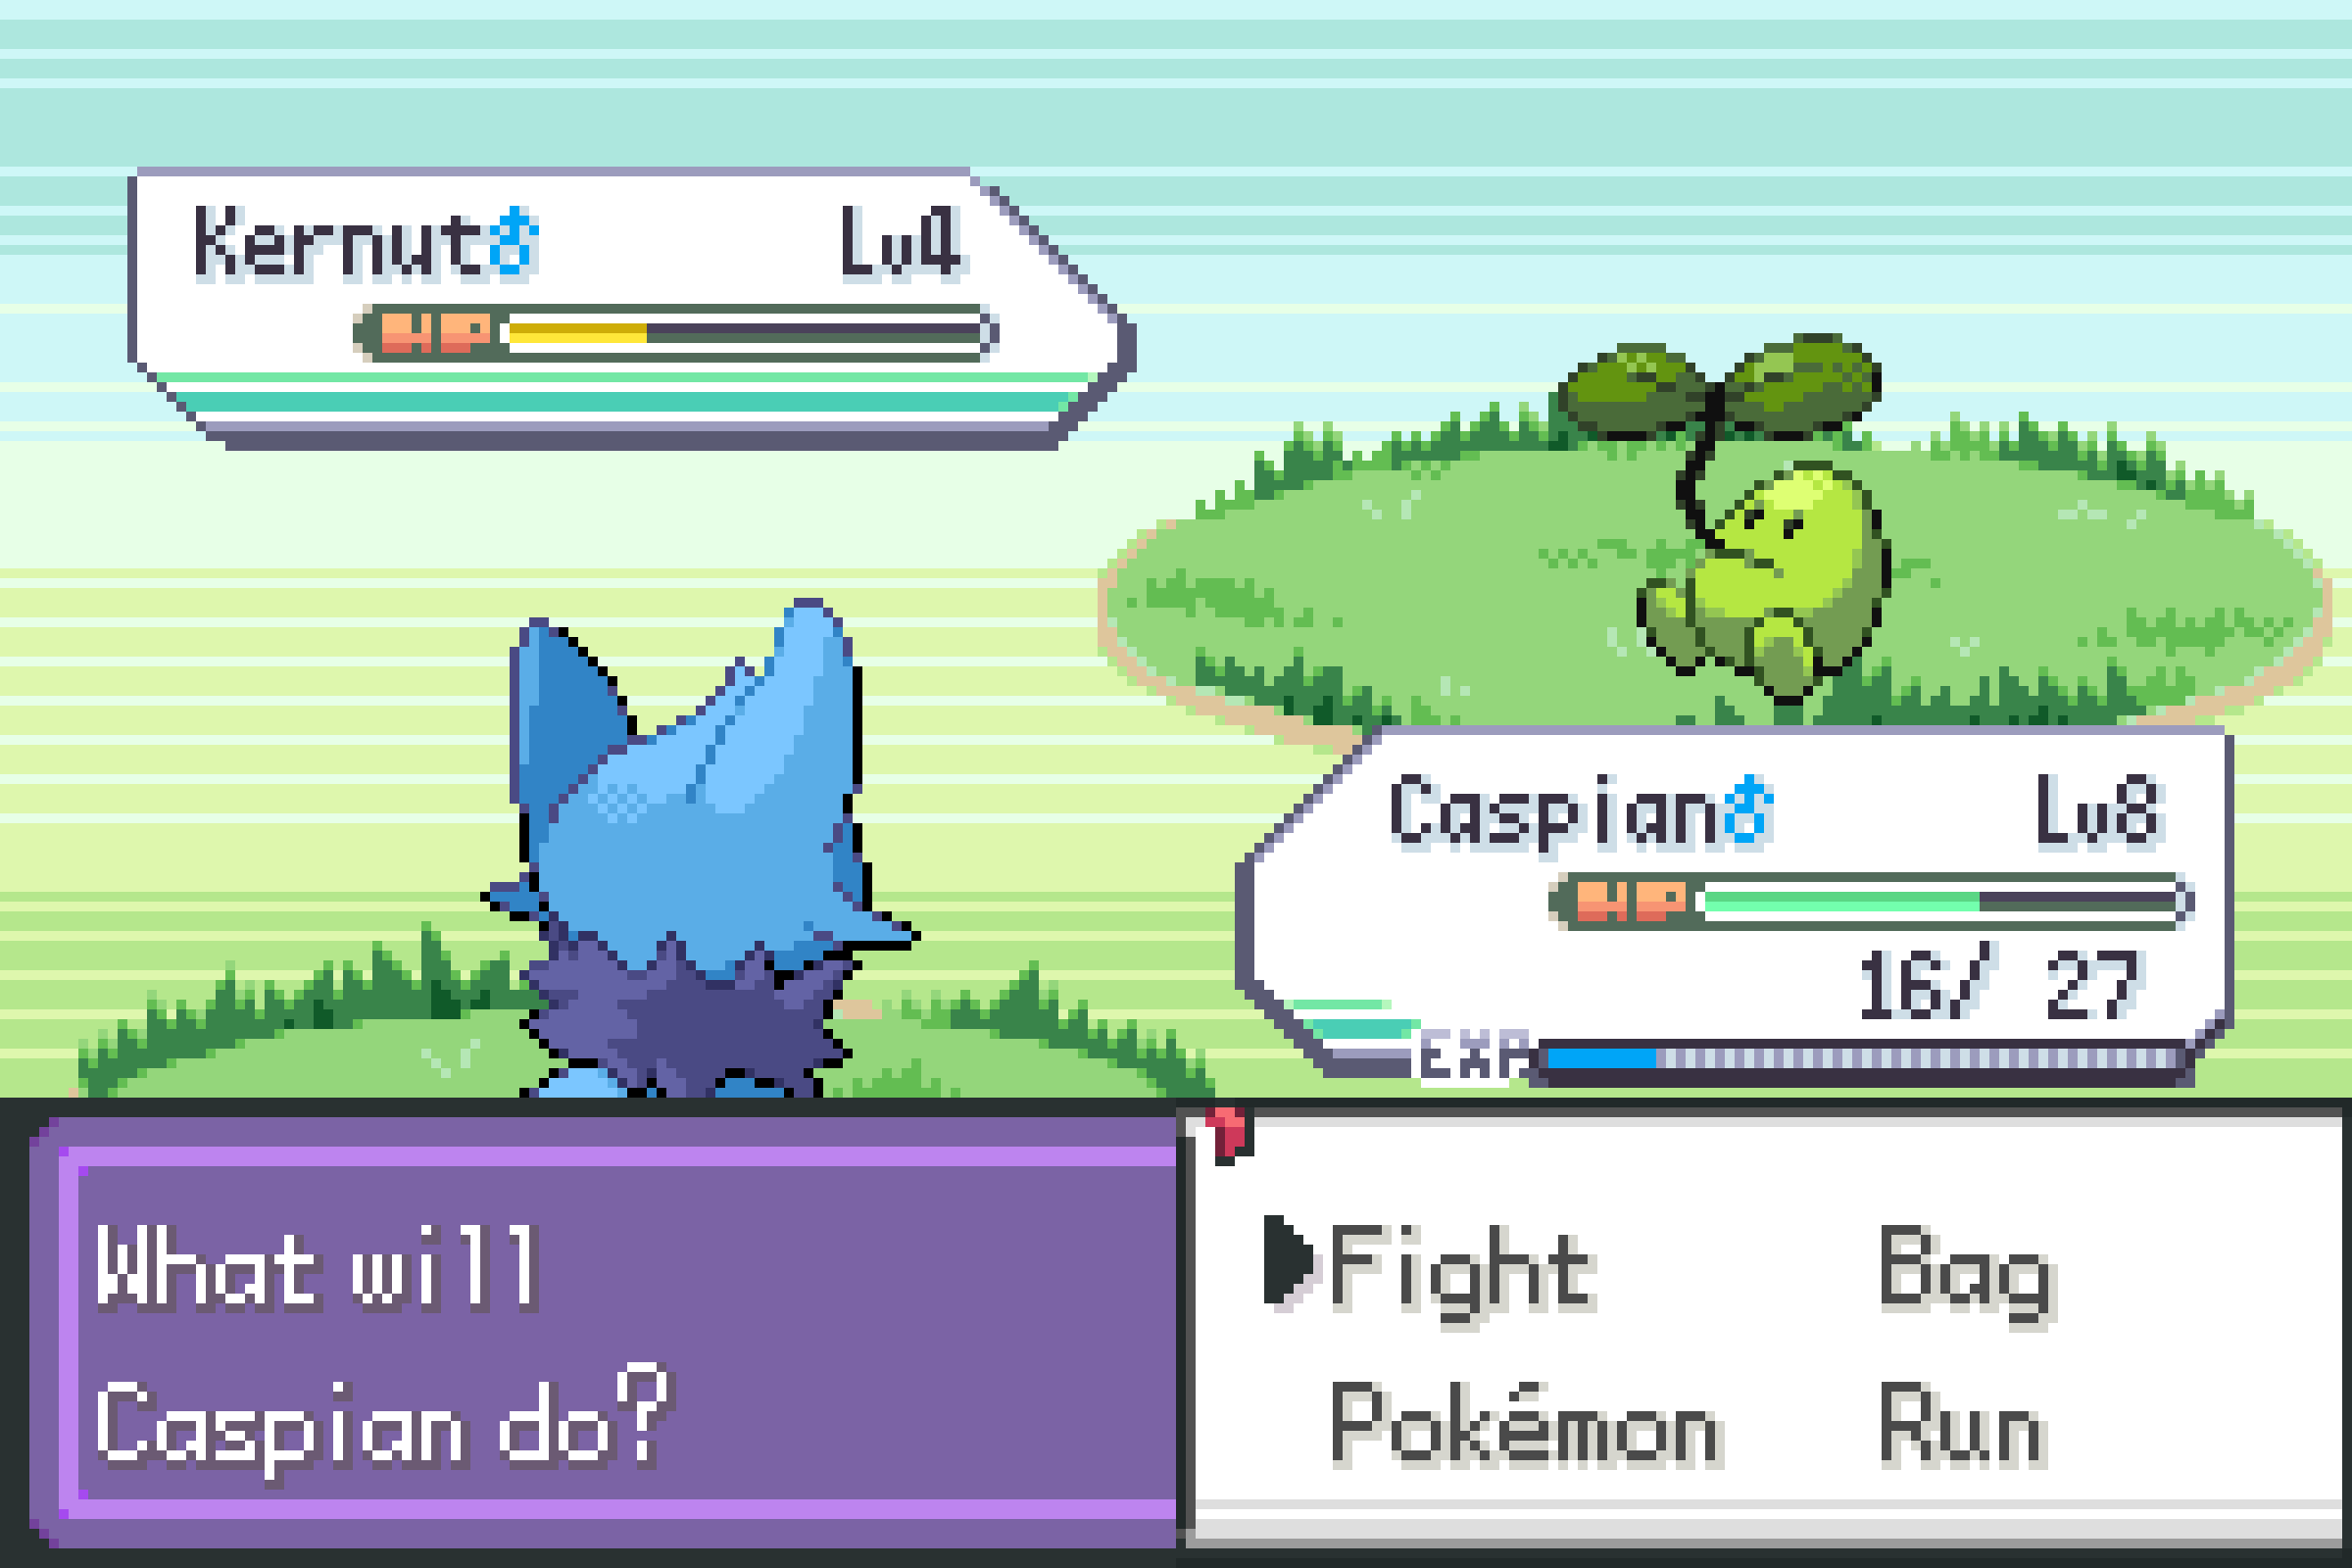 Kernut♂ Lv4
HP
Caspian♂ Lv8
HP
16/ 27
EXP
What will
Caspian do?
Fight Bag
Pokémon Run